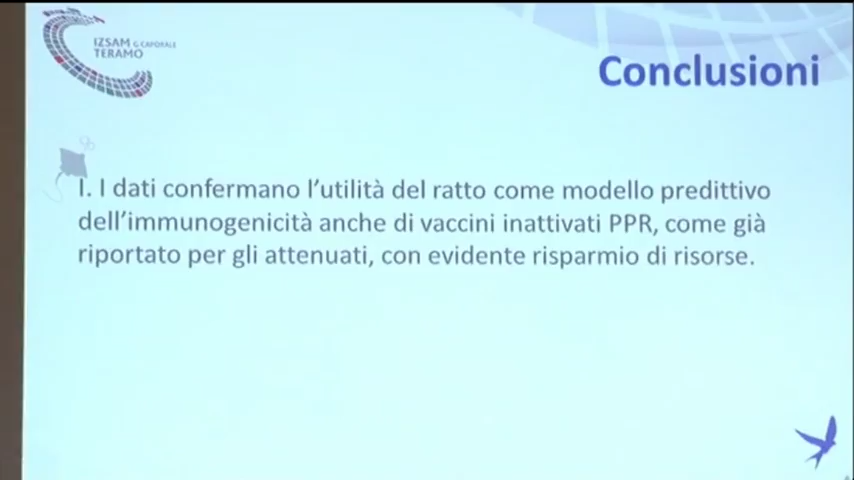 IZSAM G.CAPORALE
TERAMO
Conclusioni
I. I dati confermano l'utilità del ratto come modello predittivo
dell'immunogenicità anche di vaccini inattivati PPR, come già
riportato per gli attenuati, con evidente risparmio di risorse.